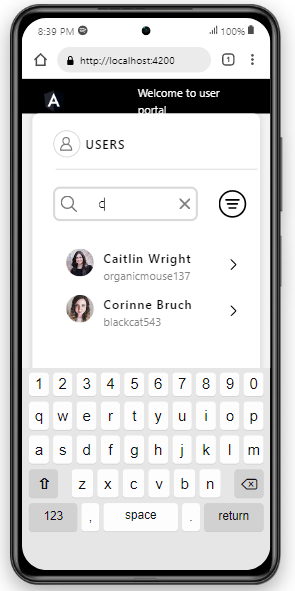 8:39 PM 100%
http://localhost:4200 1
A
Welcome to user
portal
USERS
c
Caitlin Wright
organicmouse137
Corinne Bruch
blackcat543
1 2 3 4 5 6 7 8 9 0
q w e r t y u i o p
a s d f g h j k l m
z x c v b n
123 , space . return